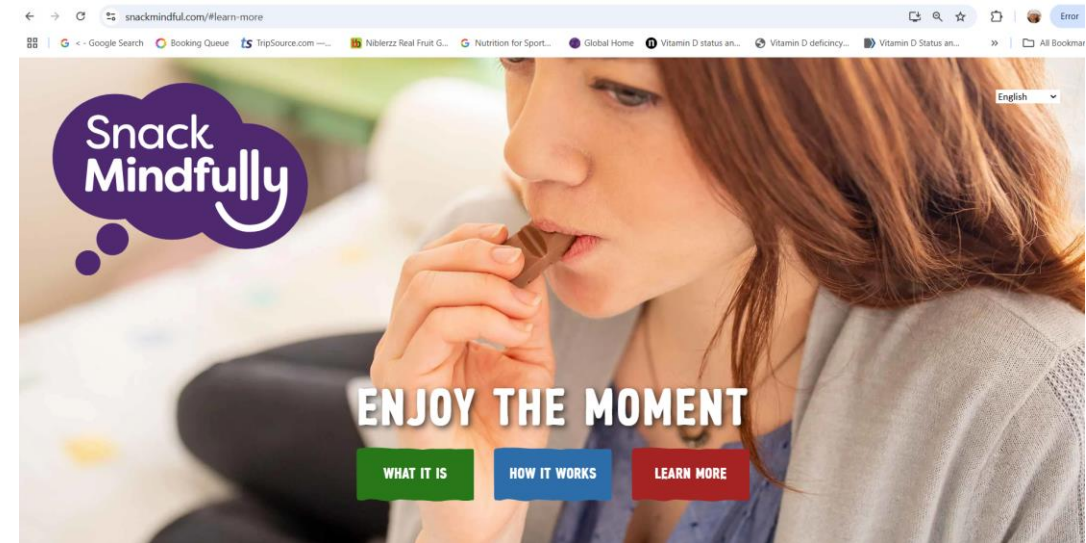 snackmindful.com/#learn-more
Error
G < - Google Search
Booking Queue
ts TripSource.com —...
Niblerzz Real Fruit G...
G Nutrition for Sport...
Global Home
n Vitamin D status an...
Vitamin D deficincy...
Vitamin D Status an...
»
All Bookmar
English
Snack
Mindfully
ENJOY THE MOMENT
WHAT IT IS
HOW IT WORKS
LEARN MORE